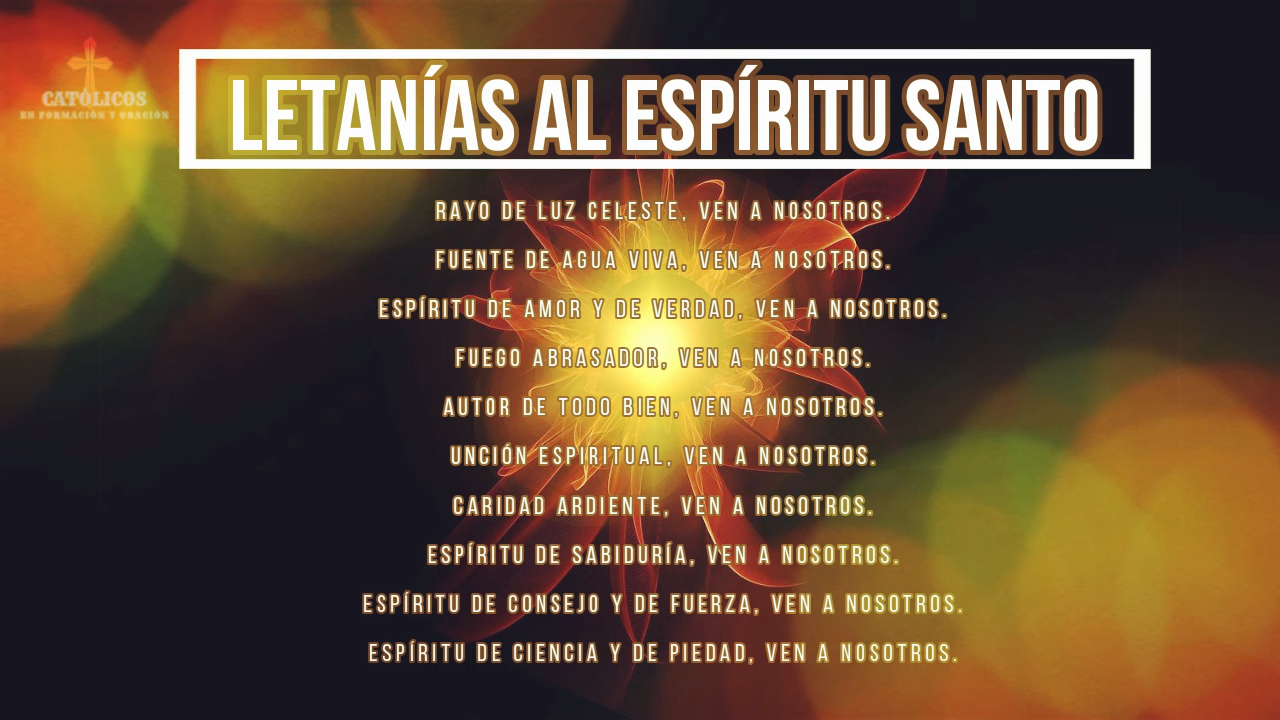 CATÓLICOS
EN FORMACIÓN Y ORACIÓN
LETANÍAS AL ESPÍRITU SANTO
RAYO DE LUZ CELESTE, VEN A NOSOTROS.
FUENTE DE AGUA VIVA, VEN A NOSOTROS.
ESPÍRITU DE AMOR Y DE VERDAD, VEN A NOSOTROS.
FUEGO ABRASADOR, VEN A NOSOTROS.
AUTOR DE TODO BIEN, VEN A NOSOTROS.
UNCIÓN ESPIRITUAL, VEN A NOSOTROS.
CARIDAD ARDIENTE, VEN A NOSOTROS.
ESPÍRITU DE SABIDURÍA, VEN A NOSOTROS.
ESPÍRITU DE CONSEJO Y DE FUERZA, VEN A NOSOTROS.
ESPÍRITU DE CIENCIA Y DE PIEDAD, VEN A NOSOTROS.